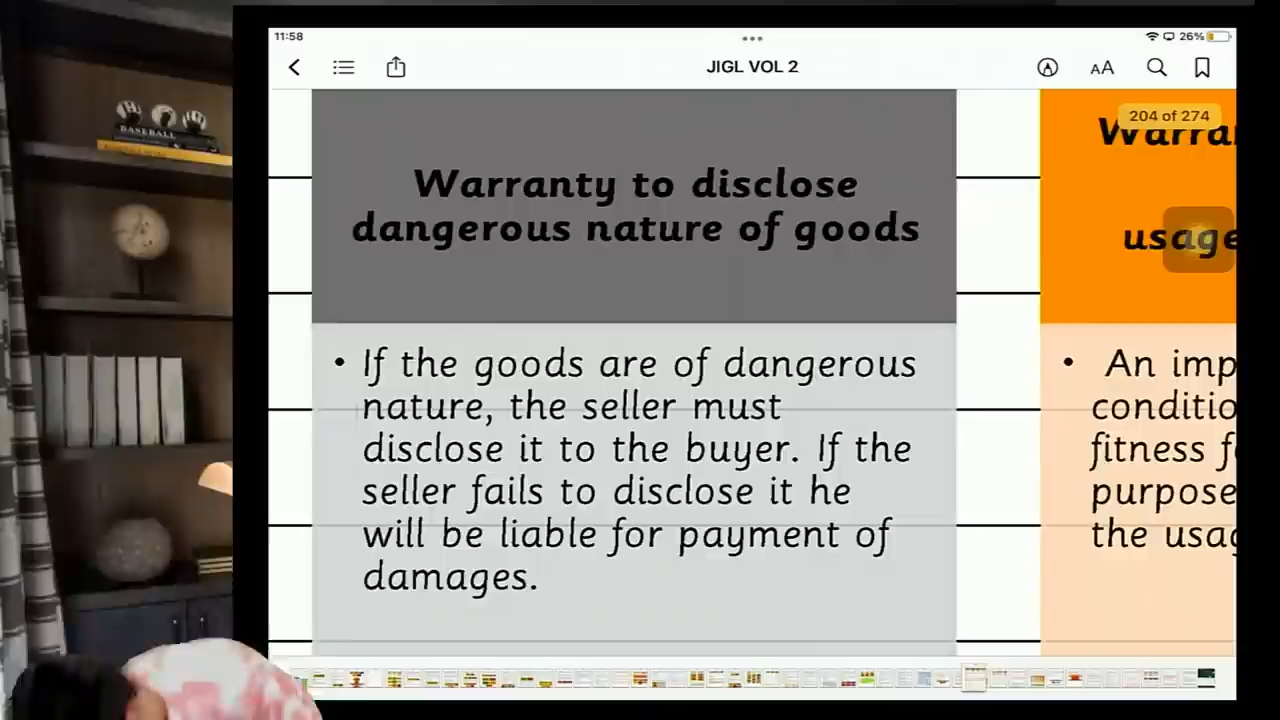 11:58
26%
JIGL VOL 2
AA
204 of 274
BASEBALL
Warranty to disclose
dangerous nature of goods
• If the goods are of dangerous
nature, the seller must
disclose it to the buyer. If the
seller fails to disclose it he
will be liable for payment of
damages.
Warra
usage
• An imp
conditio
fitness f
purpose
the usag